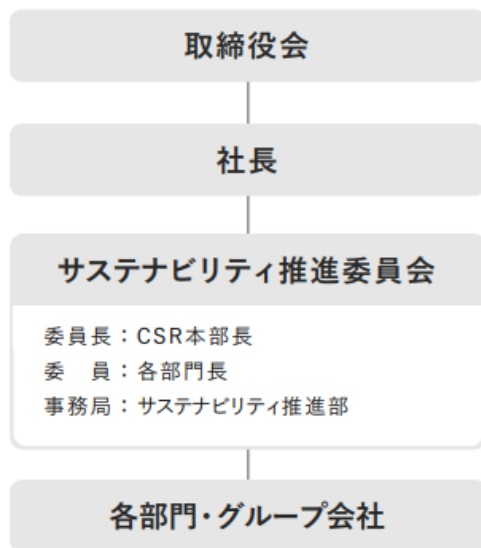 取締役会
社長
サステナビリティ推進委員会
委員長：CSR本部長
委　員：各部門長
事務局：サステナビリティ推進部
各部門・グループ会社